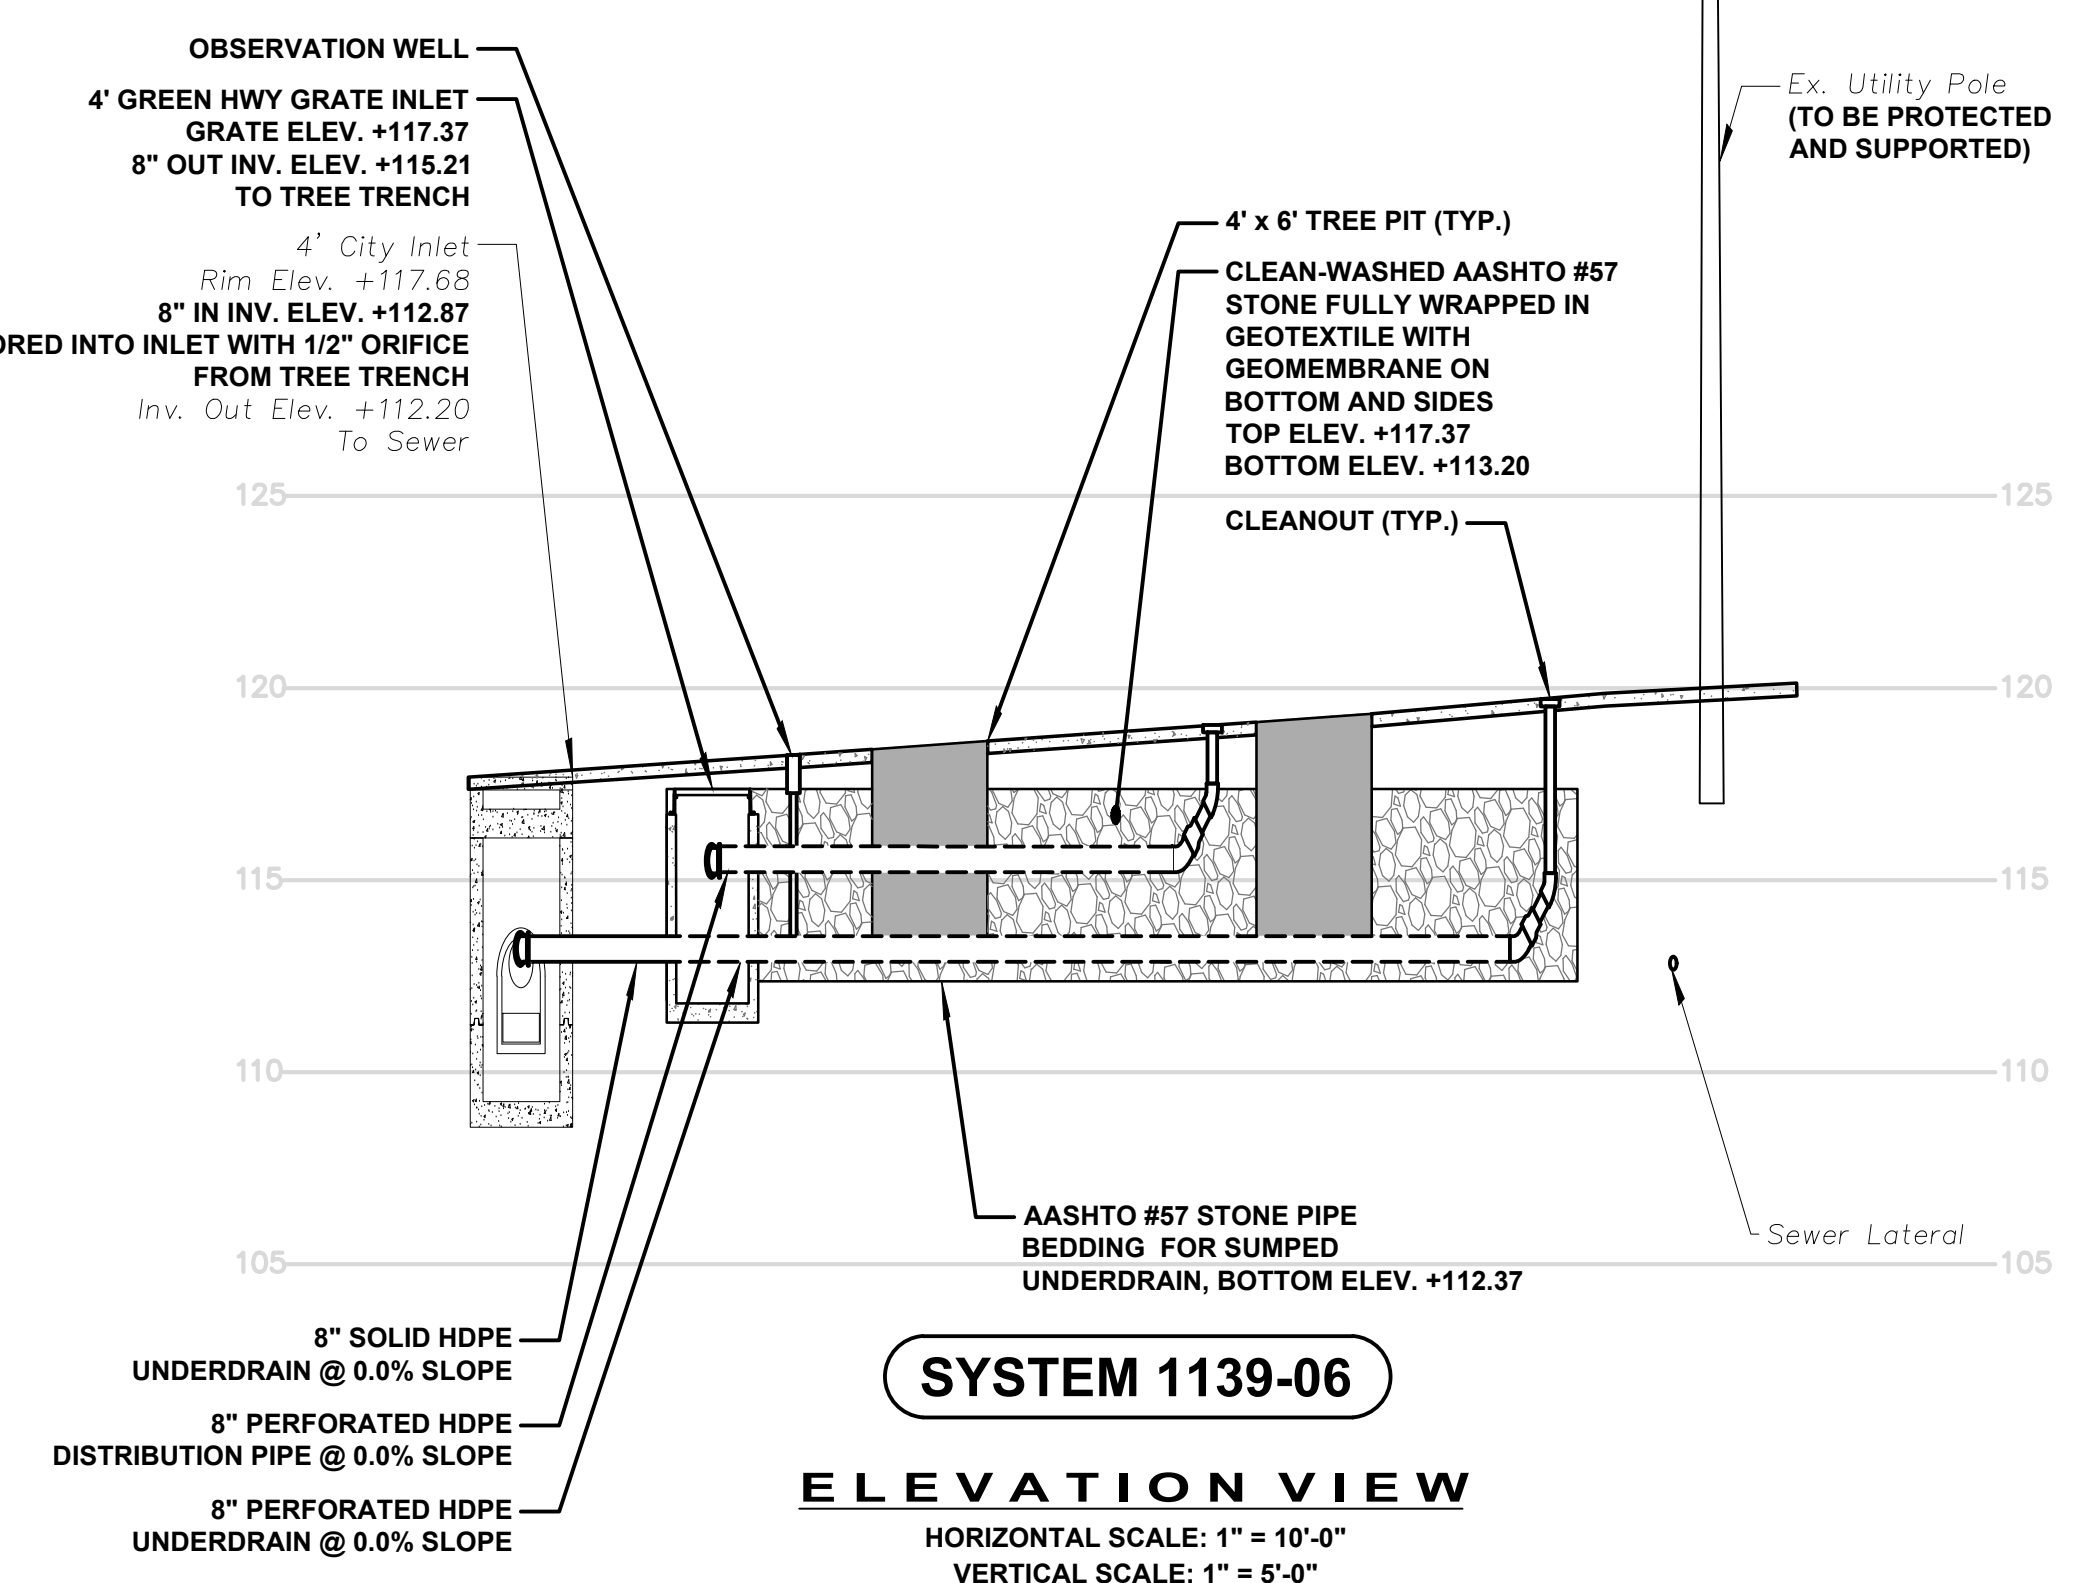 OBSERVATION WELL
4' GREEN HWY GRATE INLET
GRATE ELEV. +117.37
8" OUT INV. ELEV. +115.21
TO TREE TRENCH
4' City Inlet
Rim Elev. +117.68
8" IN INV. ELEV. +112.87
INTO INLET WITH 1/2" ORIFICE
FROM TREE TRENCH
Inv. Out Elev. +112.20
To Sewer
Ex. Utility Pole
(TO BE PROTECTED
AND SUPPORTED)
4' x 6' TREE PIT (TYP.)
CLEAN-WASHED AASHTO #57
STONE FULLY WRAPPED IN
GEOTEXTILE WITH
GEOMEMBRANE ON
BOTTOM AND SIDES
TOP ELEV. +117.37
BOTTOM ELEV. +113.20
CLEANOUT (TYP.)
125
125
120
120
115
115
110
110
105
105
AASHTO #57 STONE PIPE
BEDDING FOR SUMPED
UNDERDRAIN, BOTTOM ELEV. +112.37
Sewer Lateral
8" SOLID HDPE
UNDERDRAIN @ 0.0% SLOPE
8" PERFORATED HDPE
DISTRIBUTION PIPE @ 0.0% SLOPE
8" PERFORATED HDPE
UNDERDRAIN @ 0.0% SLOPE
SYSTEM 1139-06
ELEVATION VIEW
HORIZONTAL SCALE: 1" = 10'-0"
VERTICAL SCALE: 1" = 5'-0"